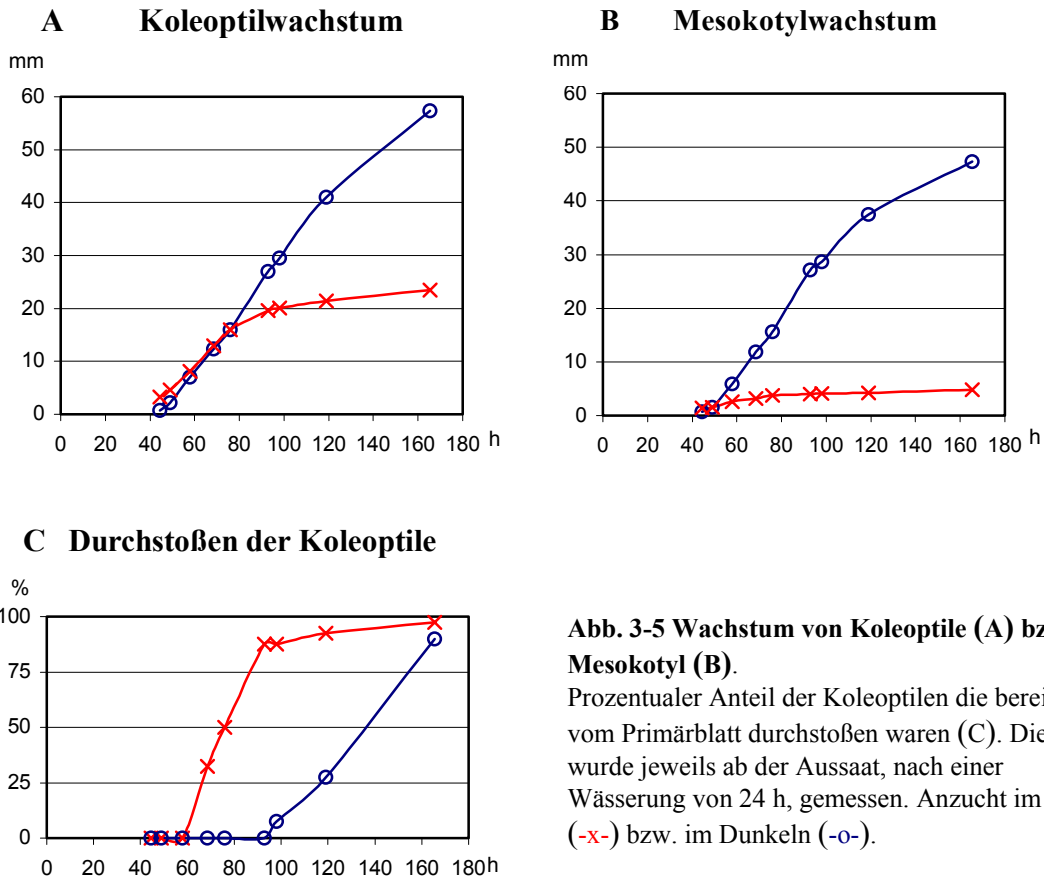 A Koleoptilwachstum
mm
60
50
40
30
20
10
0
0 20 40 60 80 100 120 140 160 180 h
B Mesokotylwachstum
mm
60
50
40
30
20
10
0
0 20 40 60 80 100 120 140 160 180 h
C Durchstoßen der Koleoptile
%
100
75
50
25
0
0 20 40 60 80 100 120 140 160 180 h
Abb. 3-5 Wachstum von Koleoptile (A) bz
Mesokotyl (B).
Prozentualer Anteil der Koleoptilen die berei
vom Primärblatt durchstoßen waren (C). Die
wurde jeweils ab der Aussaat, nach einer
Wässerung von 24 h, gemessen. Anzucht im
(-x-) bzw. im Dunkeln (-o-).